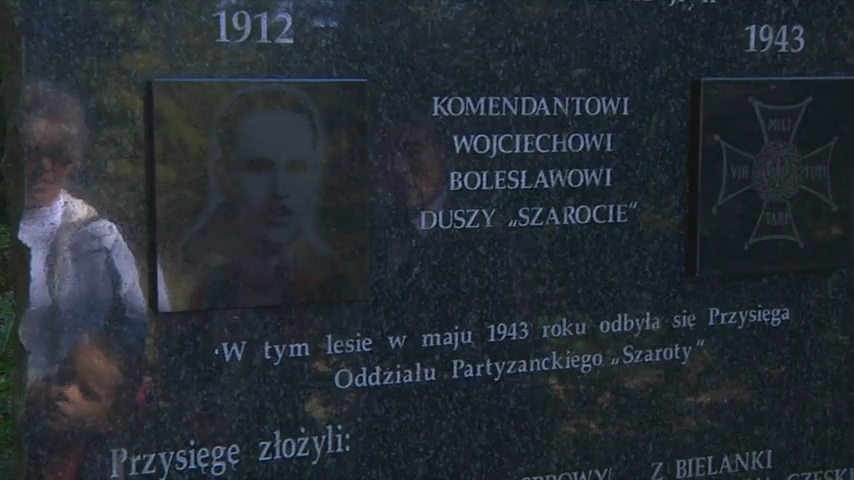 1912
1943
KOMENDANTOWI
WOJCIECHOWI
BOLESŁAWOWI
DUSZY „SZAROCIE"
MILI
VIR TUTI
TARI
W tym lesie w maju 1943 roku odbyła się Przysięga
Oddziału Partyzanckiego „Szaroty"
Przysięgę złożyli:
Z BIELANKI